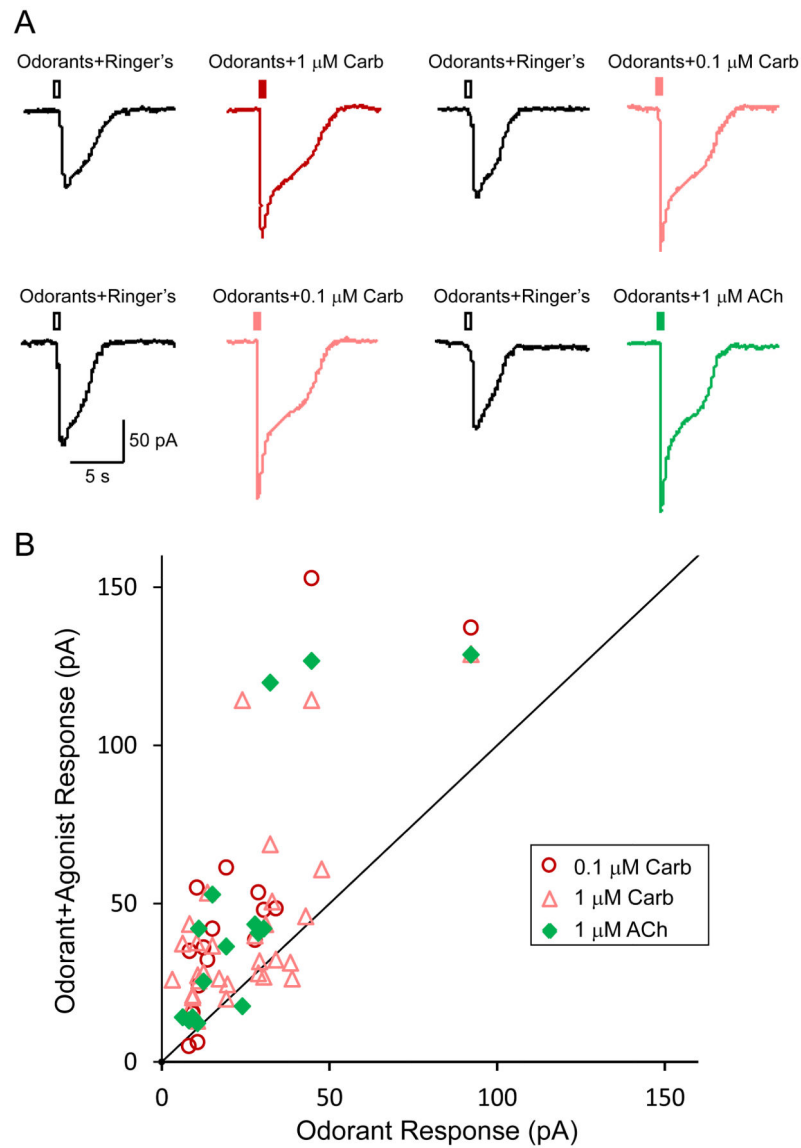 A
Odorants+Ringer's
Odorants+1 μM Carb
Odorants+Ringer's
Odorants+0.1 μM Carb
Odorants+Ringer's
Odorants+0.1 μM Carb
Odorants+Ringer's
Odorants+1 μM ACh
50 pA
5 s
B
Odorant+Agonist Response (pA)
150
100
50
0
0.1 μM Carb
1 μM Carb
1 μM ACh
0
50
100
150
Odorant Response (pA)